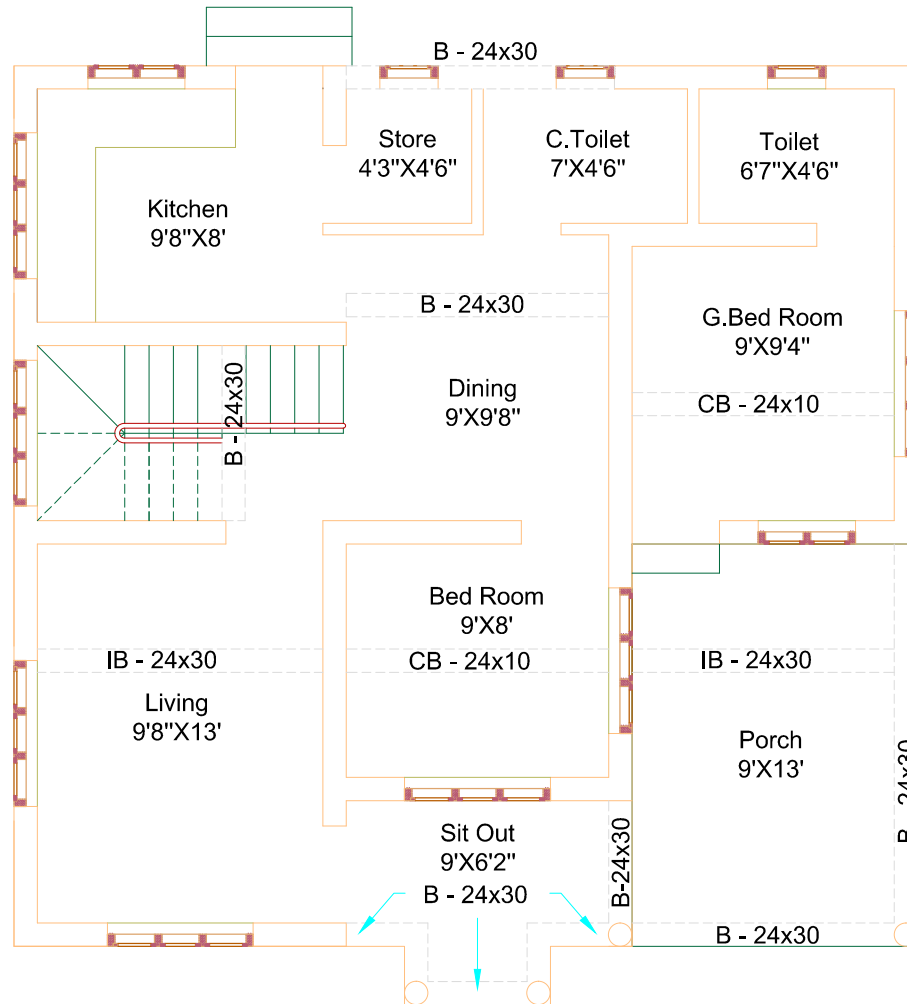 B - 24x30
Store
4'3"X4'6"
C.Toilet
7'X4'6"
Toilet
6'7"X4'6"
Kitchen
9'8"X8'
B - 24x30
G.Bed Room
9'X9'4"
Dining
9'X9'8"
B - 24x30
CB - 24x10
Bed Room
9'X8'
IB - 24x30
CB - 24x10
IB - 24x30
Living
9'8"X13'
Porch
9'X13'
B - 24x30
Sit Out
9'X6'2"
B - 24x30
B-24x30
B - 24x30